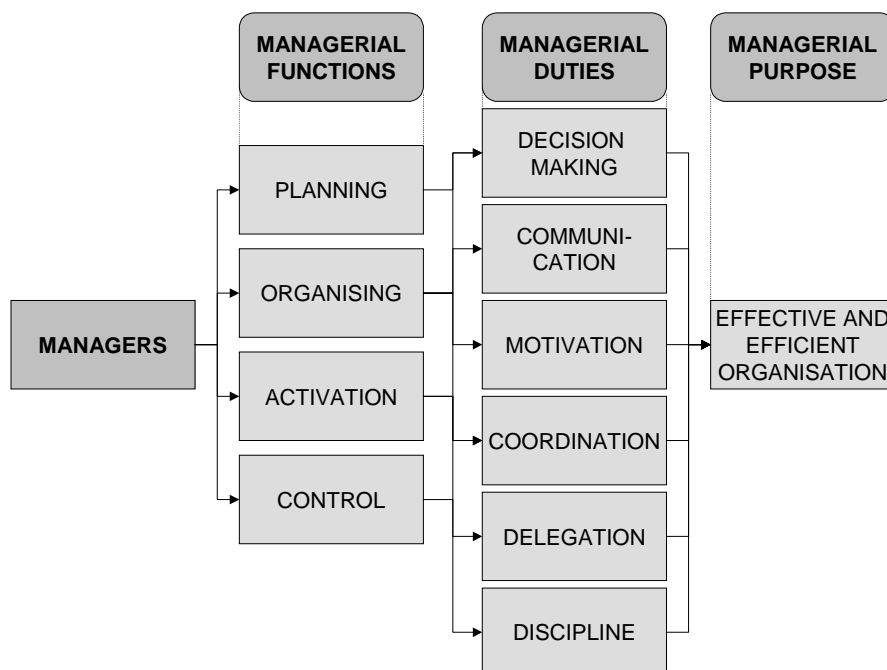 MANAGERIAL
FUNCTIONS
MANAGERIAL
DUTIES
MANAGERIAL
PURPOSE
MANAGERS
PLANNING
ORGANISING
ACTIVATION
CONTROL
DECISION
MAKING
COMMUNI-
CATION
MOTIVATION
COORDINATION
DELEGATION
DISCIPLINE
EFFECTIVE AND
EFFICIENT
ORGANISATION